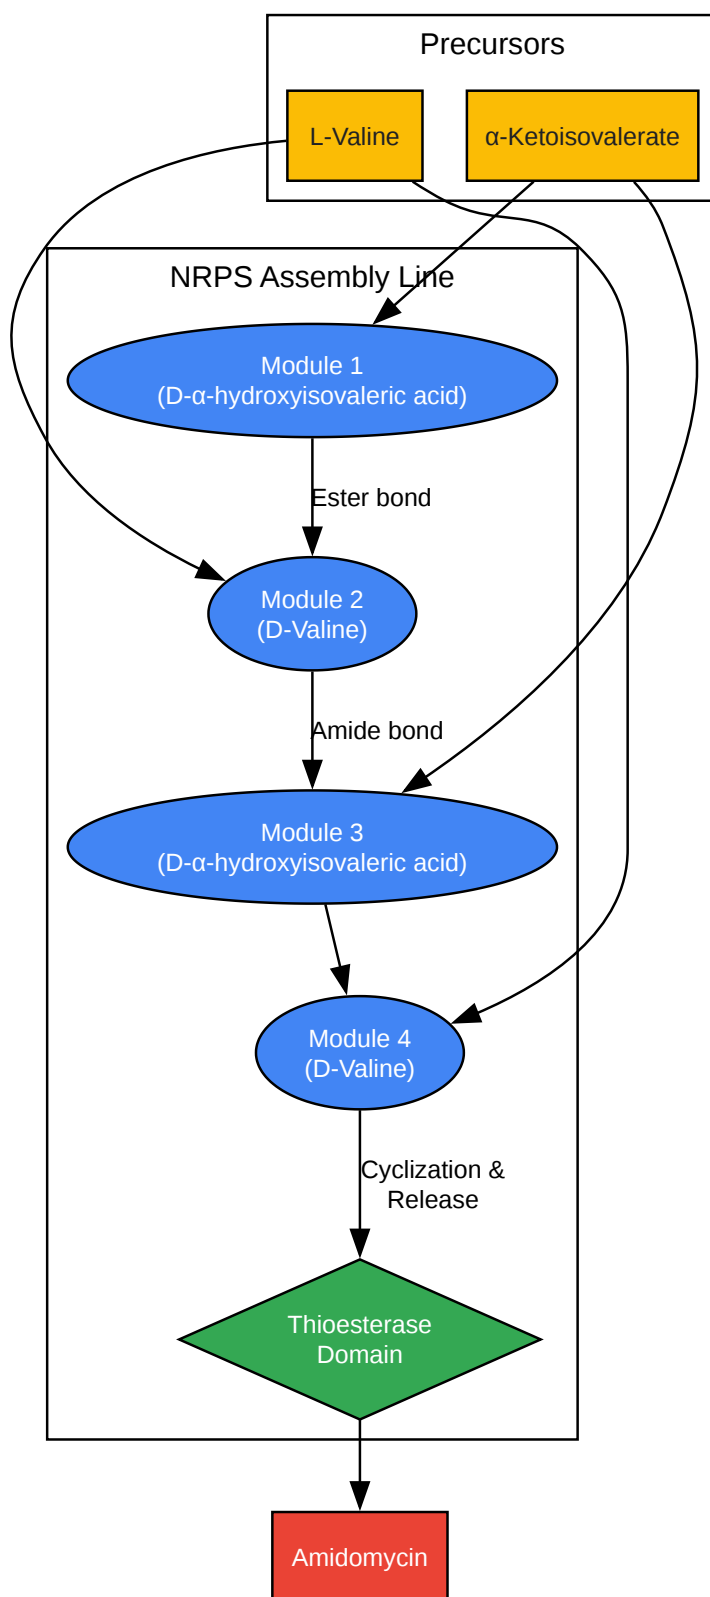 Precursors
L-Valine
α-Ketoisovalerate
NRPS Assembly Line
Module 1
(D-α-hydroxyisovaleric acid)
Ester bond
Module 2
(D-Valine)
Amide bond
Module 3
(D-α-hydroxyisovaleric acid)
Module 4
(D-Valine)
Cyclization &
Release
Thioesterase
Domain
Amidomycin